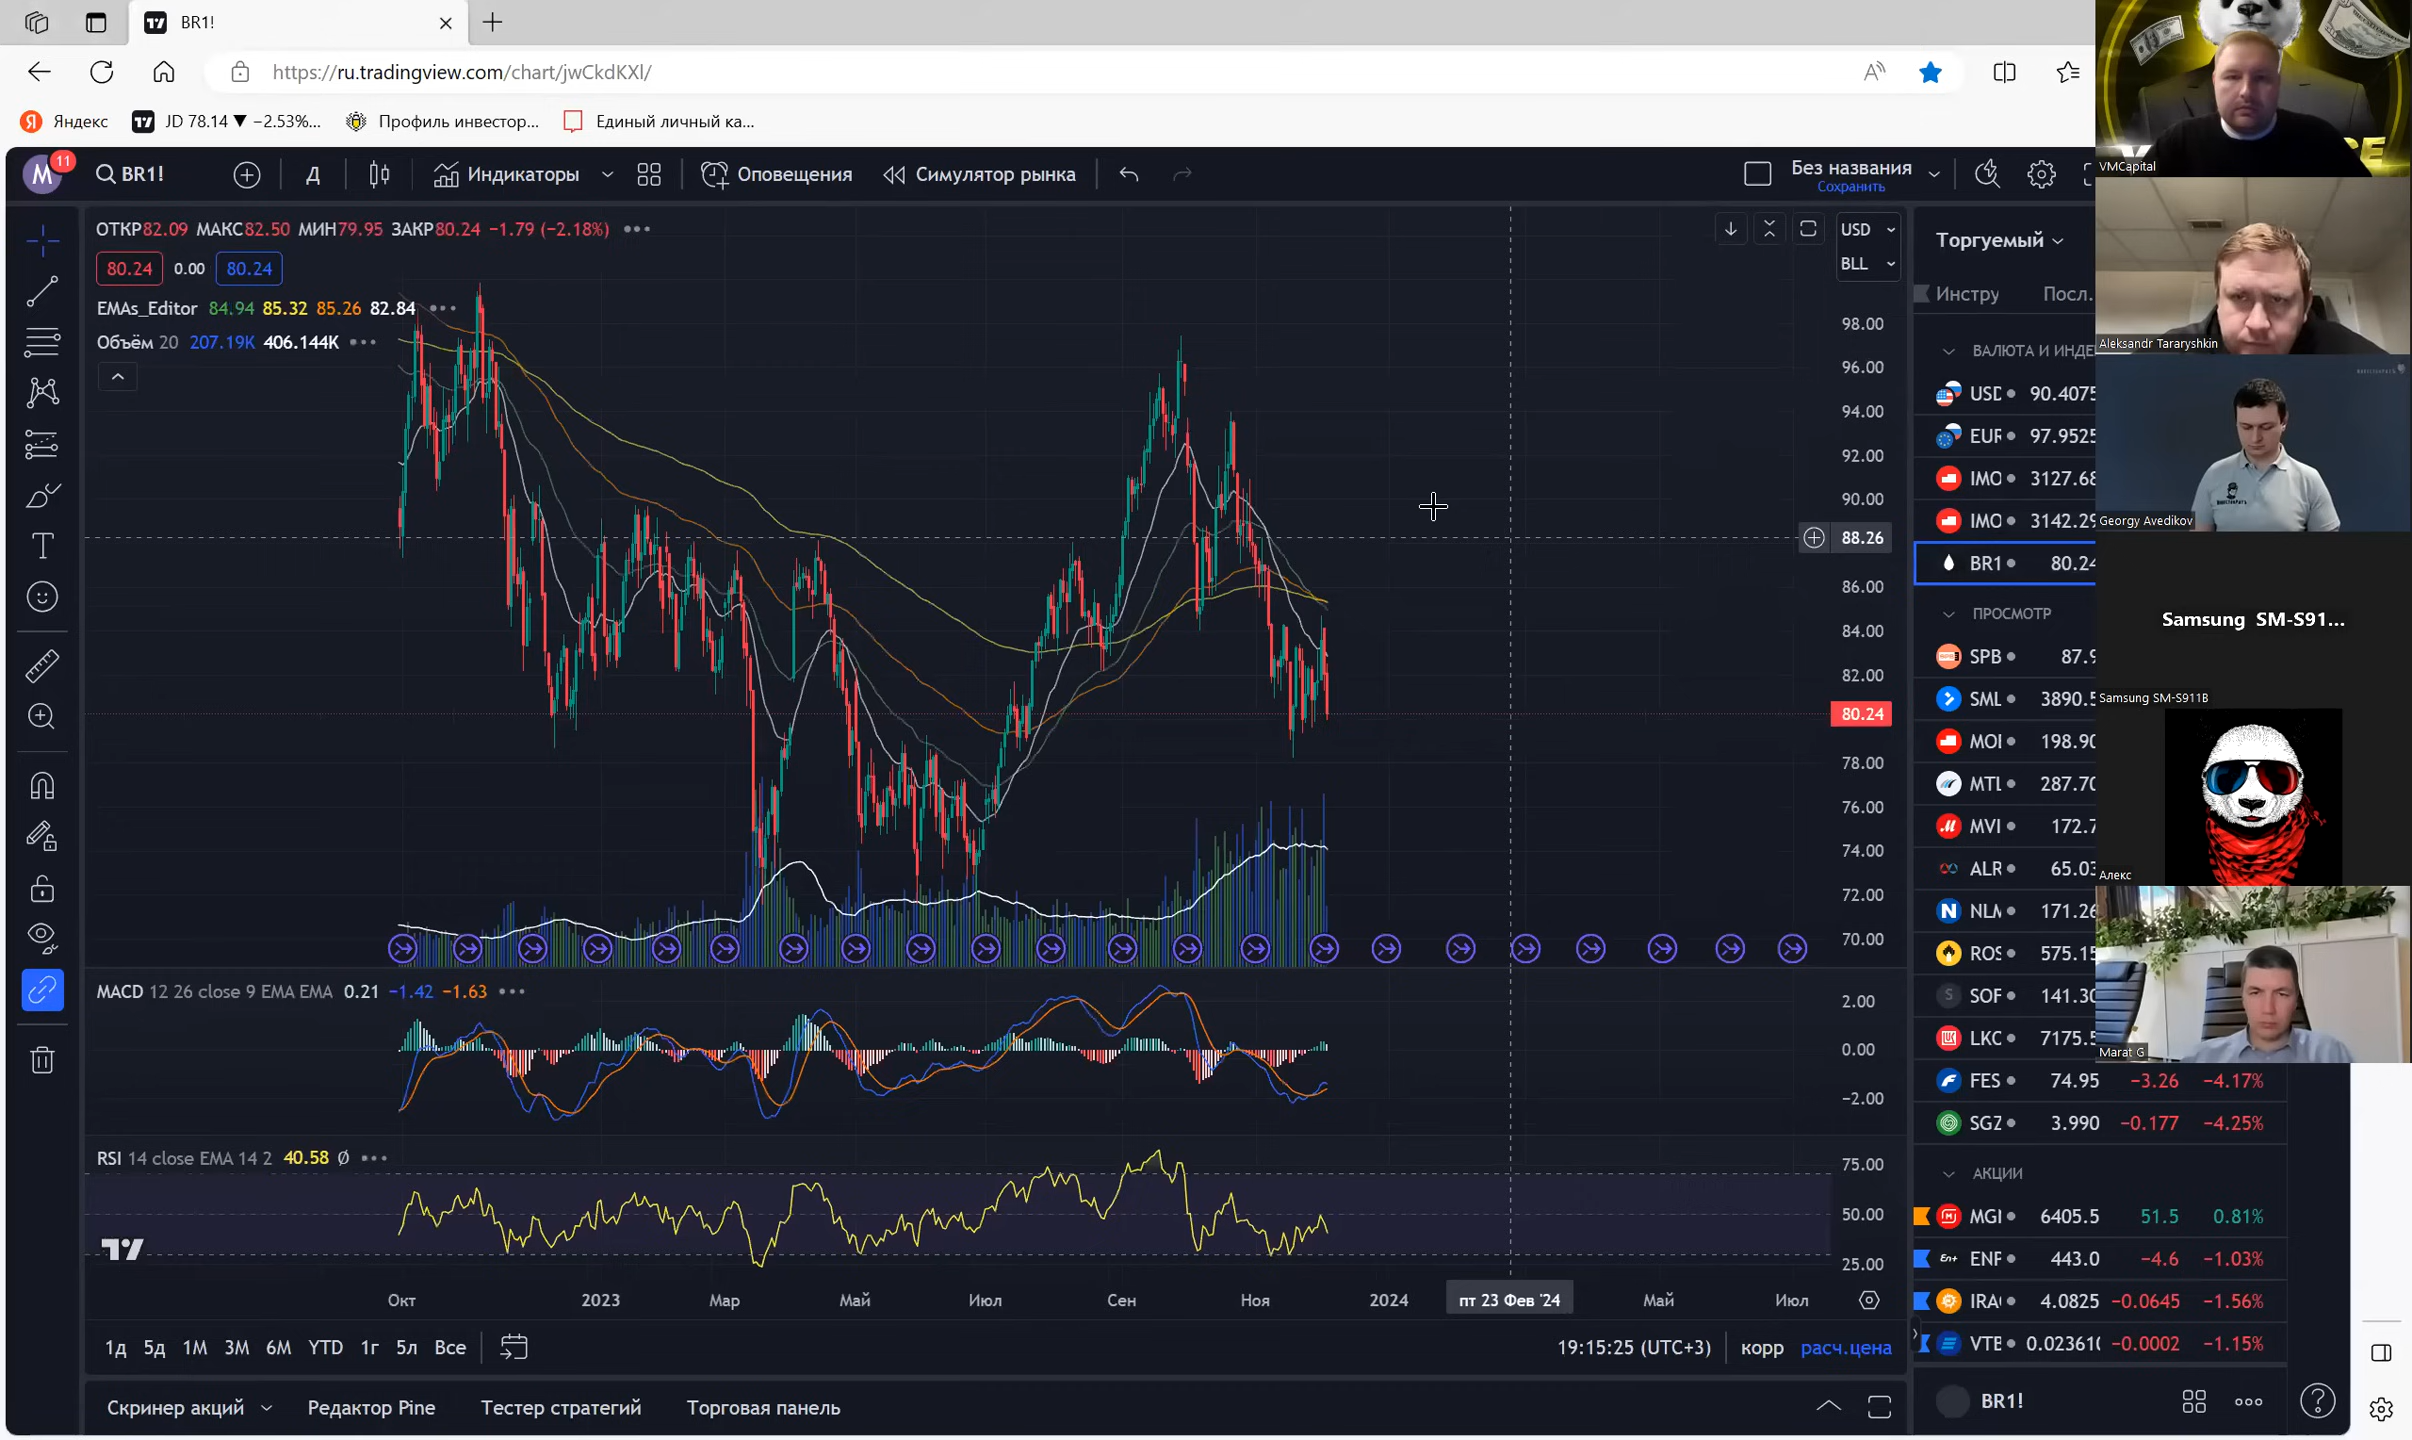 BR1!
https://ru.tradingview.com/chart/jwCkdKXl/
Яндекс
JD 78.14 ▼ −2.53%...
Профиль инвестор...
Единый личный ка...
M
11
BR1!
Д
Индикаторы
Оповещения
Симулятор рынка
Без названия
Сохранить
ОТКР82.09 МАКС82.50 МИН79.95 ЗАКР80.24 −1.79 (−2.18%)
80.24 0.00 80.24
EMAs_Editor 84.94 85.32 85.26 82.84
Объём 20 207.19K 406.144K
USD
BLL
98.00
96.00
94.00
92.00
90.00
88.26
86.00
84.00
82.00
80.24
78.00
76.00
74.00
72.00
70.00
MACD 12 26 close 9 EMA EMA 0.21 −1.42 −1.63
2.00
0.00
−2.00
RSI 14 close EMA 14 2 40.58 Ø
75.00
50.00
25.00
Окт 2023 Мар Май Июл Сен Ноя 2024 пт 23 Фев '24 Май Июл
1д 5д 1М 3М 6М YTD 1г 5л Все
19:15:25 (UTC+3) корр расч.цена
Скринер акций Редактор Pine Тестер стратегий Торговая панель
Торгуемый
Инстру Посл.
ВАЛЮТА И ИНДЕ
USD 90.4075
EUR 97.9525
IMO 3127.68
IMO 3142.29
BR1 80.24
ПРОСМОТР
SPB 87.9
SML 3890.5
MOI 198.90
MTL 287.70
MVI 172.7
ALR 65.03
NLM 171.26
ROS 575.15
S SOF 141.30
LKO 7175.5
FES 74.95 −3.26 −4.17%
SGZ 3.990 −0.177 −4.25%
АКЦИИ
MGI 6405.5 51.5 0.81%
En+ ENP 443.0 −4.6 −1.03%
IRA 4.0825 −0.0645 −1.56%
VTB 0.02361 −0.0002 −1.15%
BR1!
VMCapital
Aleksandr Tararyshkin
Georgy Avedikov
Samsung SM-S91...
Samsung SM-S911B
Алекс
Marat G